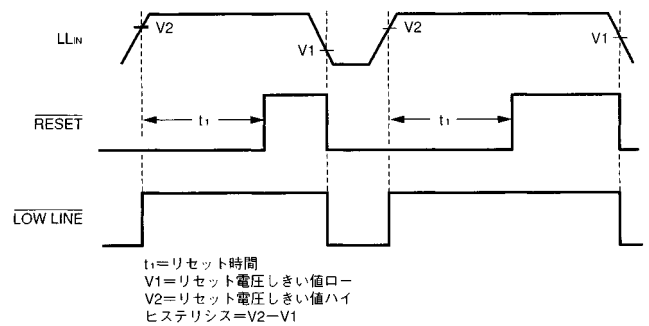 LLIN
V2
V1
V2
V1
RESET
t1
t1
LOW LINE
t1=リセット時間
V1=リセット電圧しきい値ロー
V2=リセット電圧しきい値ハイ
ヒステリシス=V2-V1